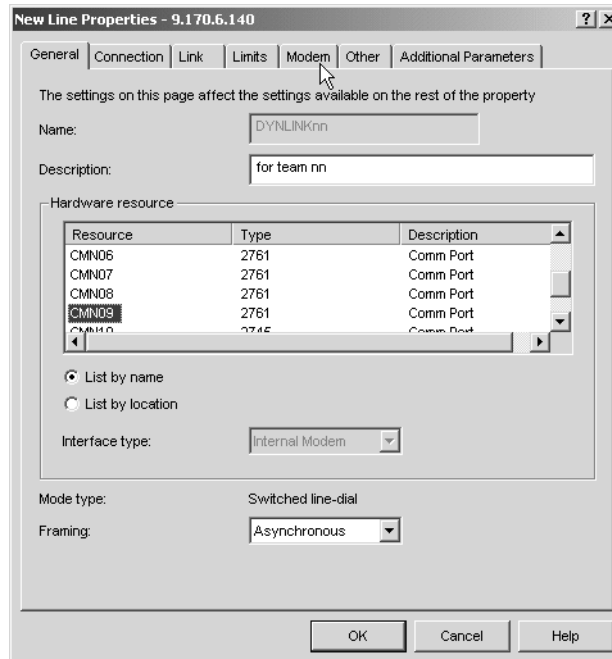 New Line Properties - 9.170.6.140
General Connection Link Limits Modem Other Additional Parameters
The settings on this page affect the settings available on the rest of the property
Name: DYNLINKnn
Description: for team nn
Hardware resource
Resource Type Description
CMN06 2761 Comm Port
CMN07 2761 Comm Port
CMN08 2761 Comm Port
CMN09 2761 Comm Port
CMN10 2745 Comm Port
List by name
List by location
Interface type: Internal Modem
Mode type: Switched line-dial
Framing: Asynchronous
OK Cancel Help